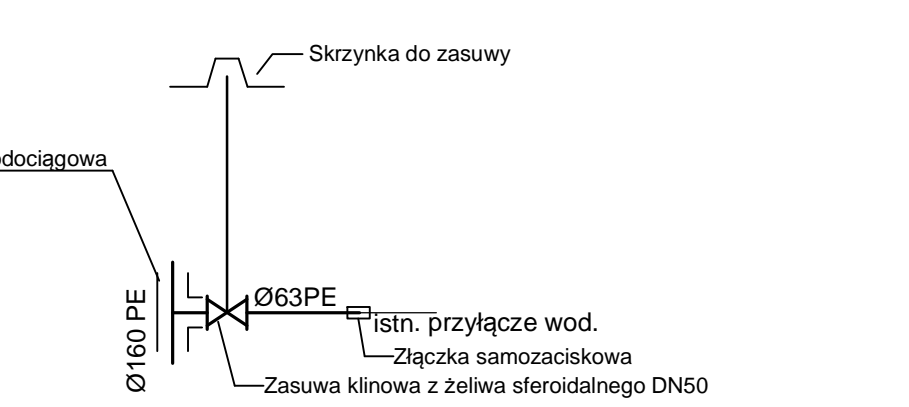 Skrzynka do zasuwy
odociągowa
Ø63PE
istn. przyłącze wod.
Ø160 PE
Złączka samozaciskowa
Zasuwa klinowa z żeliwa sferoidalnego DN50